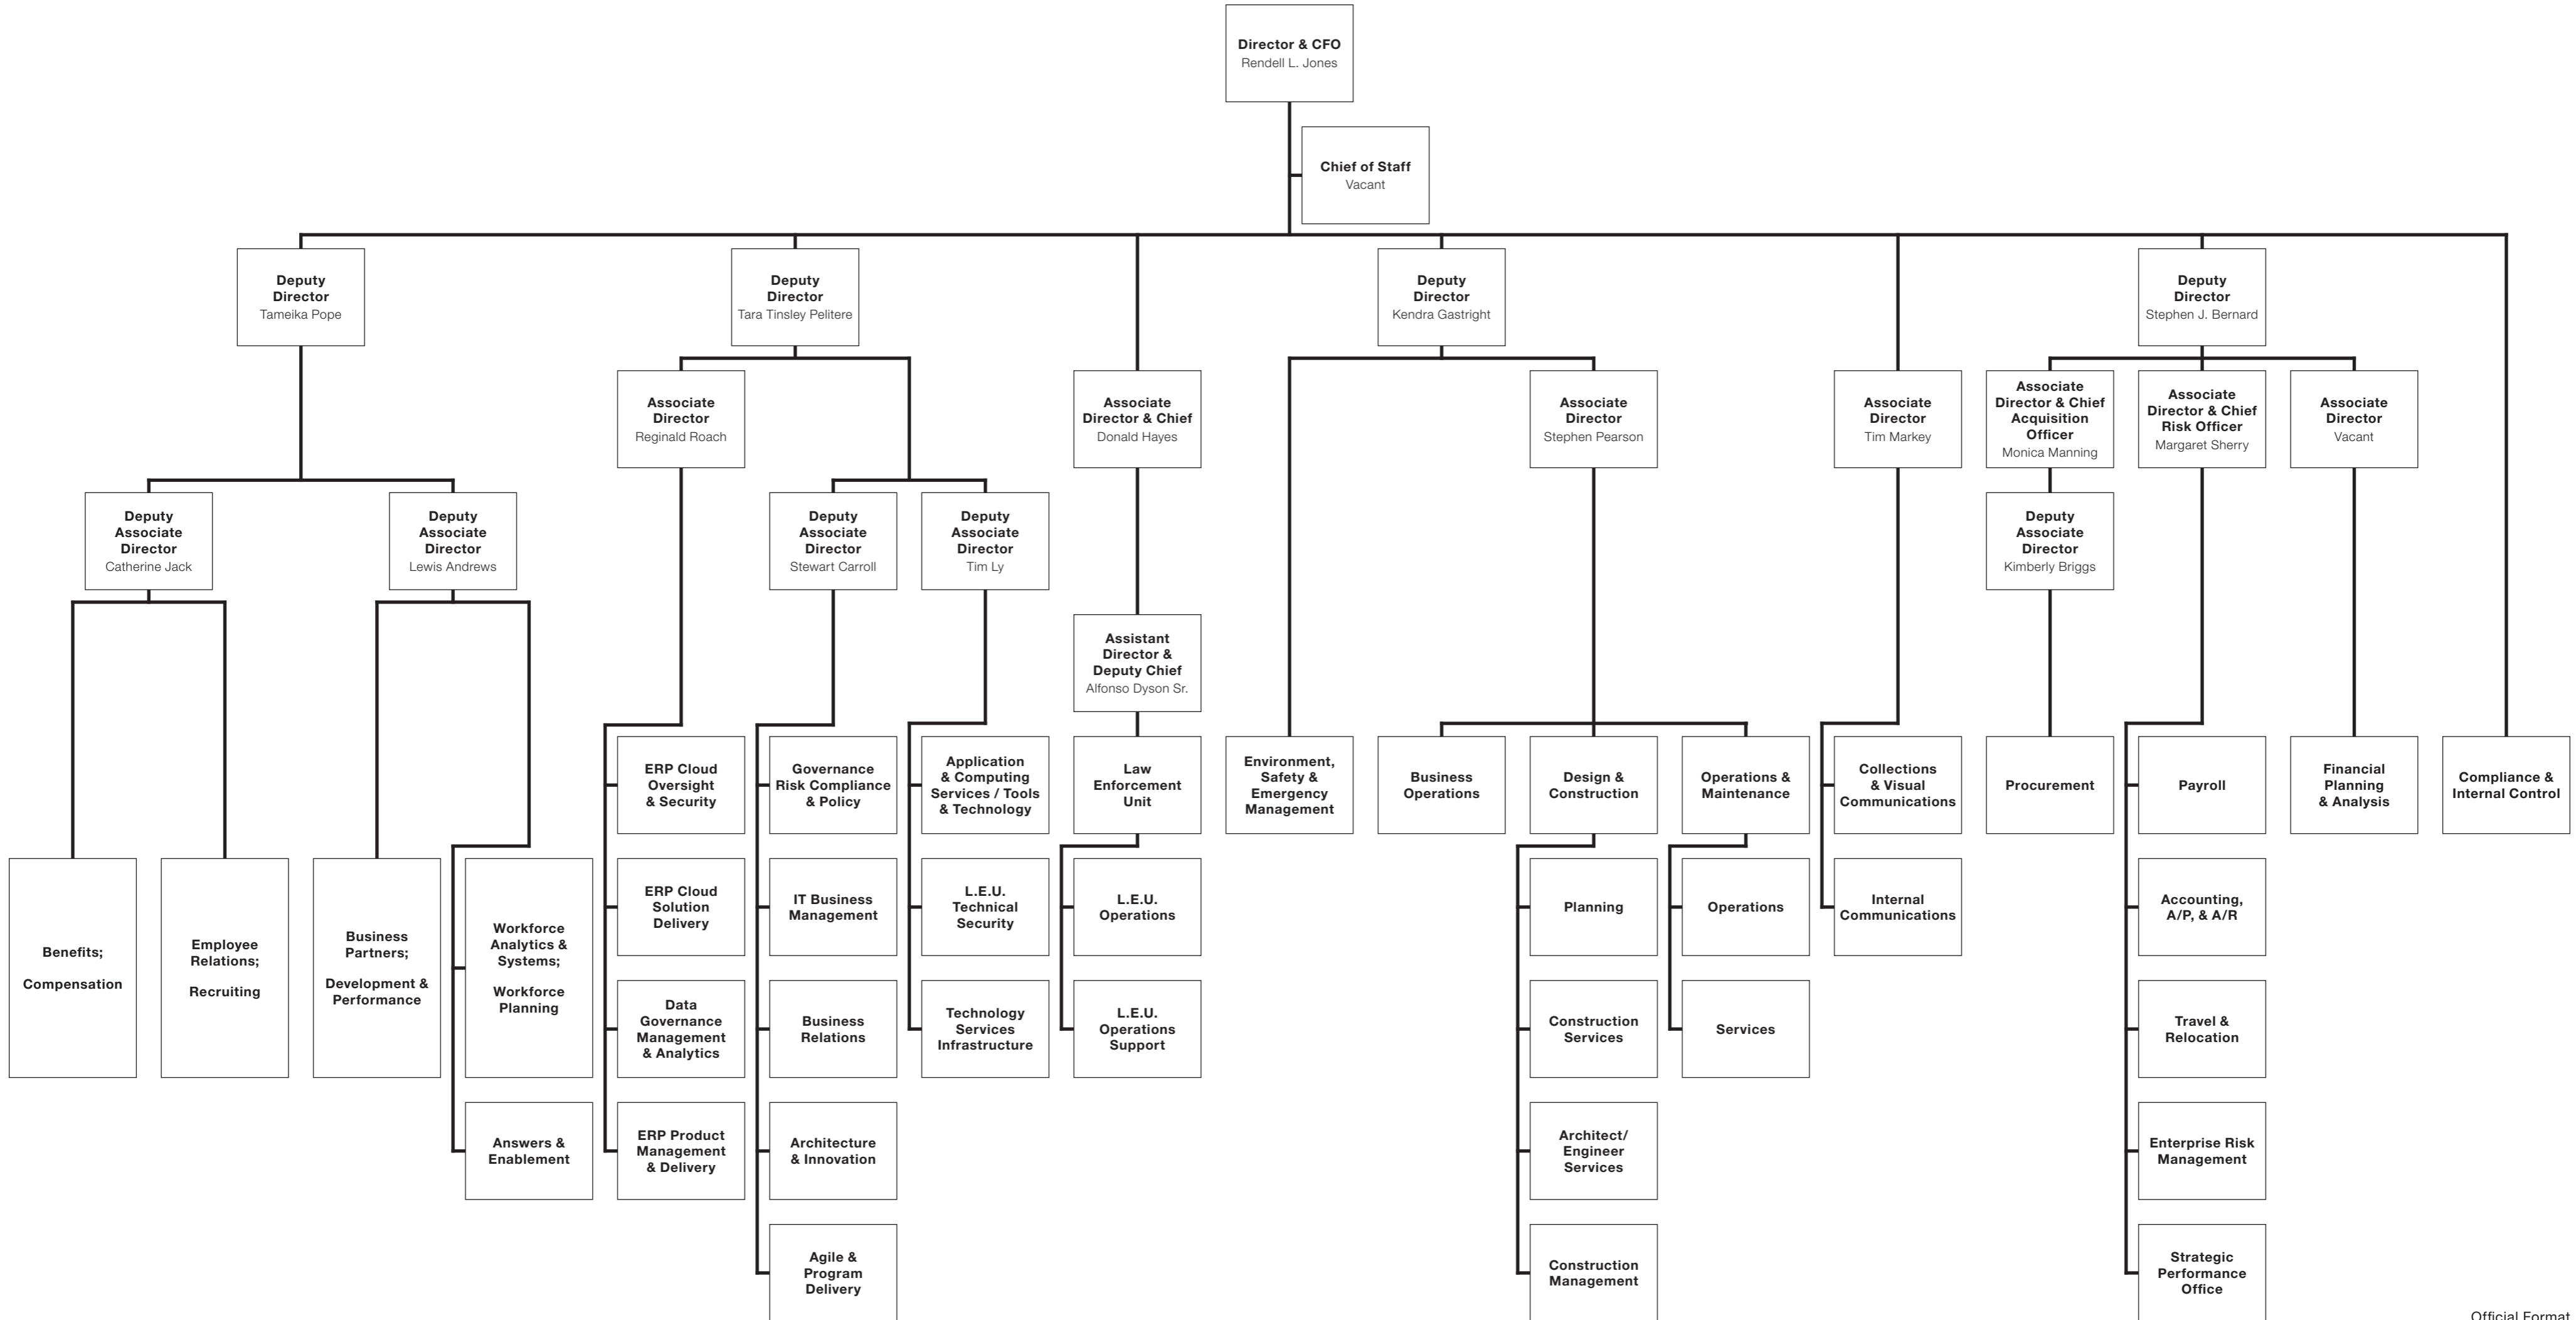 Director & CFO
Rendell L. Jones
Chief of Staff
Vacant
Deputy
Director
Tameika Pope
Deputy
Director
Tara Tinsley Pelitere
Deputy
Director
Kendra Gastright
Deputy
Director
Stephen J. Bernard
Associate
Director
Reginald Roach
Associate
Director & Chief
Donald Hayes
Associate
Director
Stephen Pearson
Associate
Director
Tim Markey
Associate
Director & Chief
Acquisition
Officer
Monica Manning
Associate
Director & Chief
Risk Officer
Margaret Sherry
Associate
Director
Vacant
Deputy
Associate
Director
Catherine Jack
Deputy
Associate
Director
Lewis Andrews
Deputy
Associate
Director
Stewart Carroll
Deputy
Associate
Director
Tim Ly
Deputy
Associate
Director
Kimberly Briggs
Assistant
Director &
Deputy Chief
Alfonso Dyson Sr.
ERP Cloud
Oversight
& Security
Governance
Risk Compliance
& Policy
Application
& Computing
Services / Tools
& Technology
Law
Enforcement
Unit
Environment,
Safety &
Emergency
Management
Business
Operations
Design &
Construction
Operations &
Maintenance
Collections
& Visual
Communications
Procurement
Payroll
Financial
Planning
& Analysis
Compliance &
Internal Control
Benefits;
Compensation
Employee
Relations;
Recruiting
Business
Partners;
Development &
Performance
Workforce
Analytics &
Systems;
Workforce
Planning
ERP Cloud
Solution
Delivery
IT Business
Management
L.E.U.
Technical
Security
L.E.U.
Operations
Planning
Operations
Internal
Communications
Accounting,
A/P, & A/R
Data
Governance
Management
& Analytics
Business
Relations
Technology
Services
Infrastructure
L.E.U.
Operations
Support
Construction
Services
Services
Travel &
Relocation
Answers &
Enablement
ERP Product
Management
& Delivery
Architecture
& Innovation
Architect/
Engineer
Services
Enterprise Risk
Management
Agile &
Program
Delivery
Construction
Management
Strategic
Performance
Office
Official Format